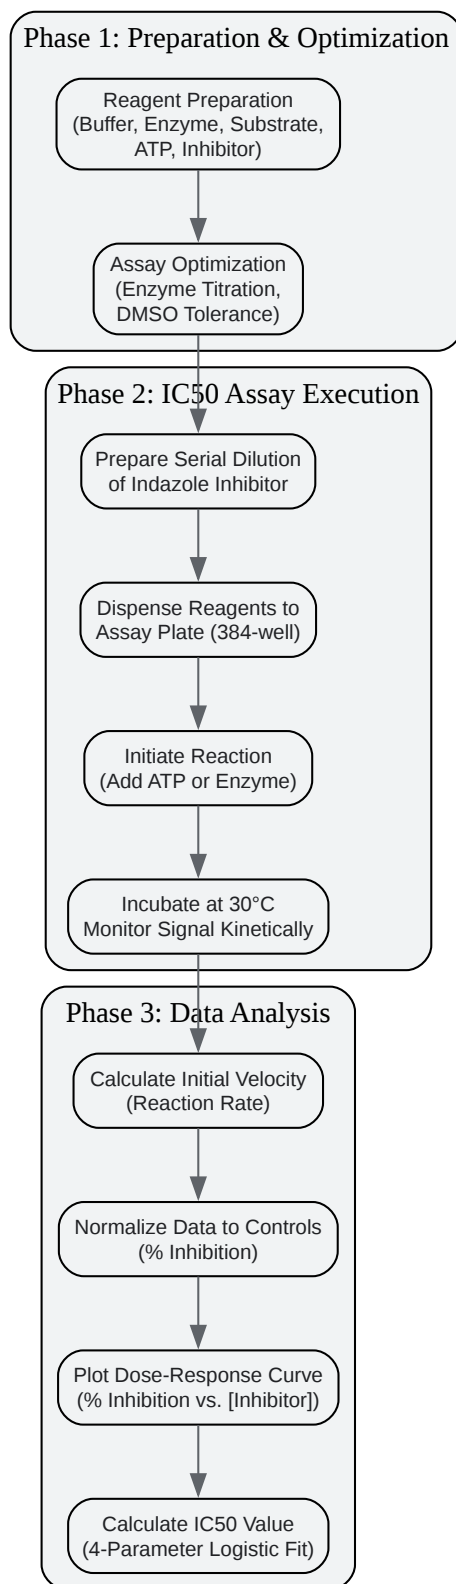 Phase 1: Preparation & Optimization
Reagent Preparation
(Buffer, Enzyme, Substrate,
ATP, Inhibitor)
Assay Optimization
(Enzyme Titration,
DMSO Tolerance)
Phase 2: IC50 Assay Execution
Prepare Serial Dilution
of Indazole Inhibitor
Dispense Reagents to
Assay Plate (384-well)
Initiate Reaction
(Add ATP or Enzyme)
Incubate at 30°C
Monitor Signal Kinetically
Phase 3: Data Analysis
Calculate Initial Velocity
(Reaction Rate)
Normalize Data to Controls
(% Inhibition)
Plot Dose-Response Curve
(% Inhibition vs. [Inhibitor])
Calculate IC50 Value
(4-Parameter Logistic Fit)